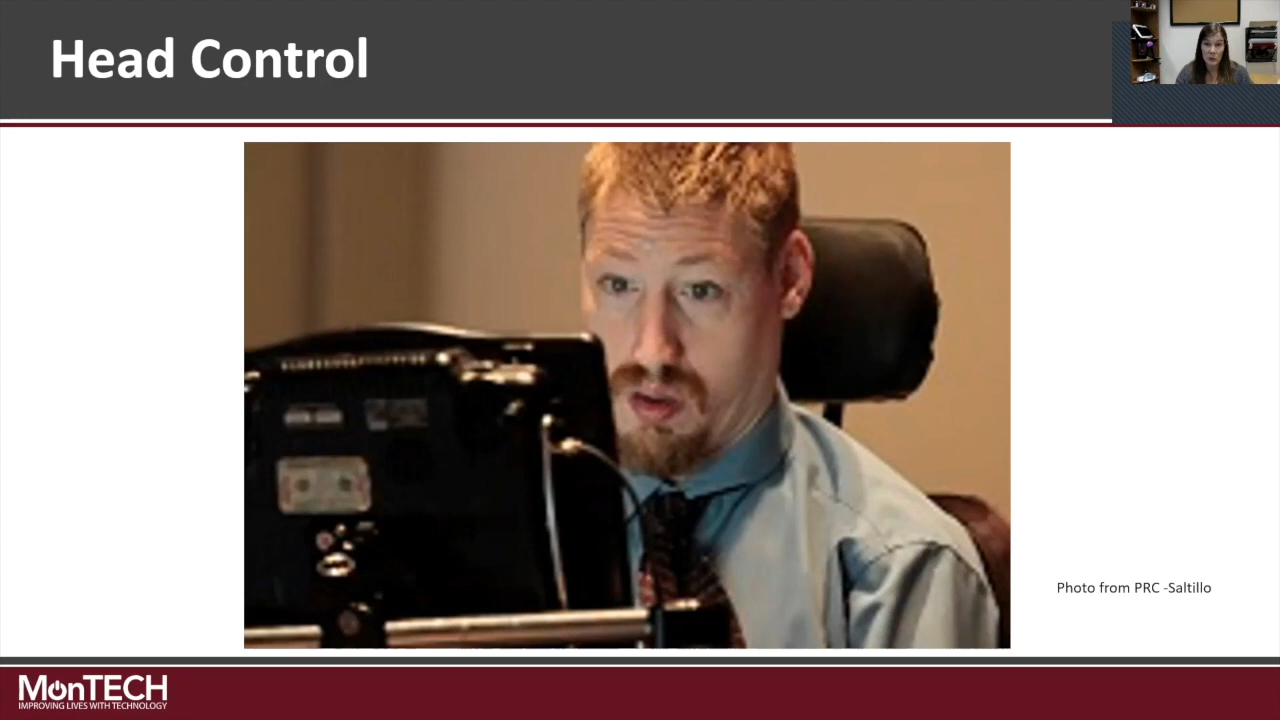 Head Control
Photo from PRC -Saltillo
MonTECH
IMPROVING LIVES WITH TECHNOLOGY